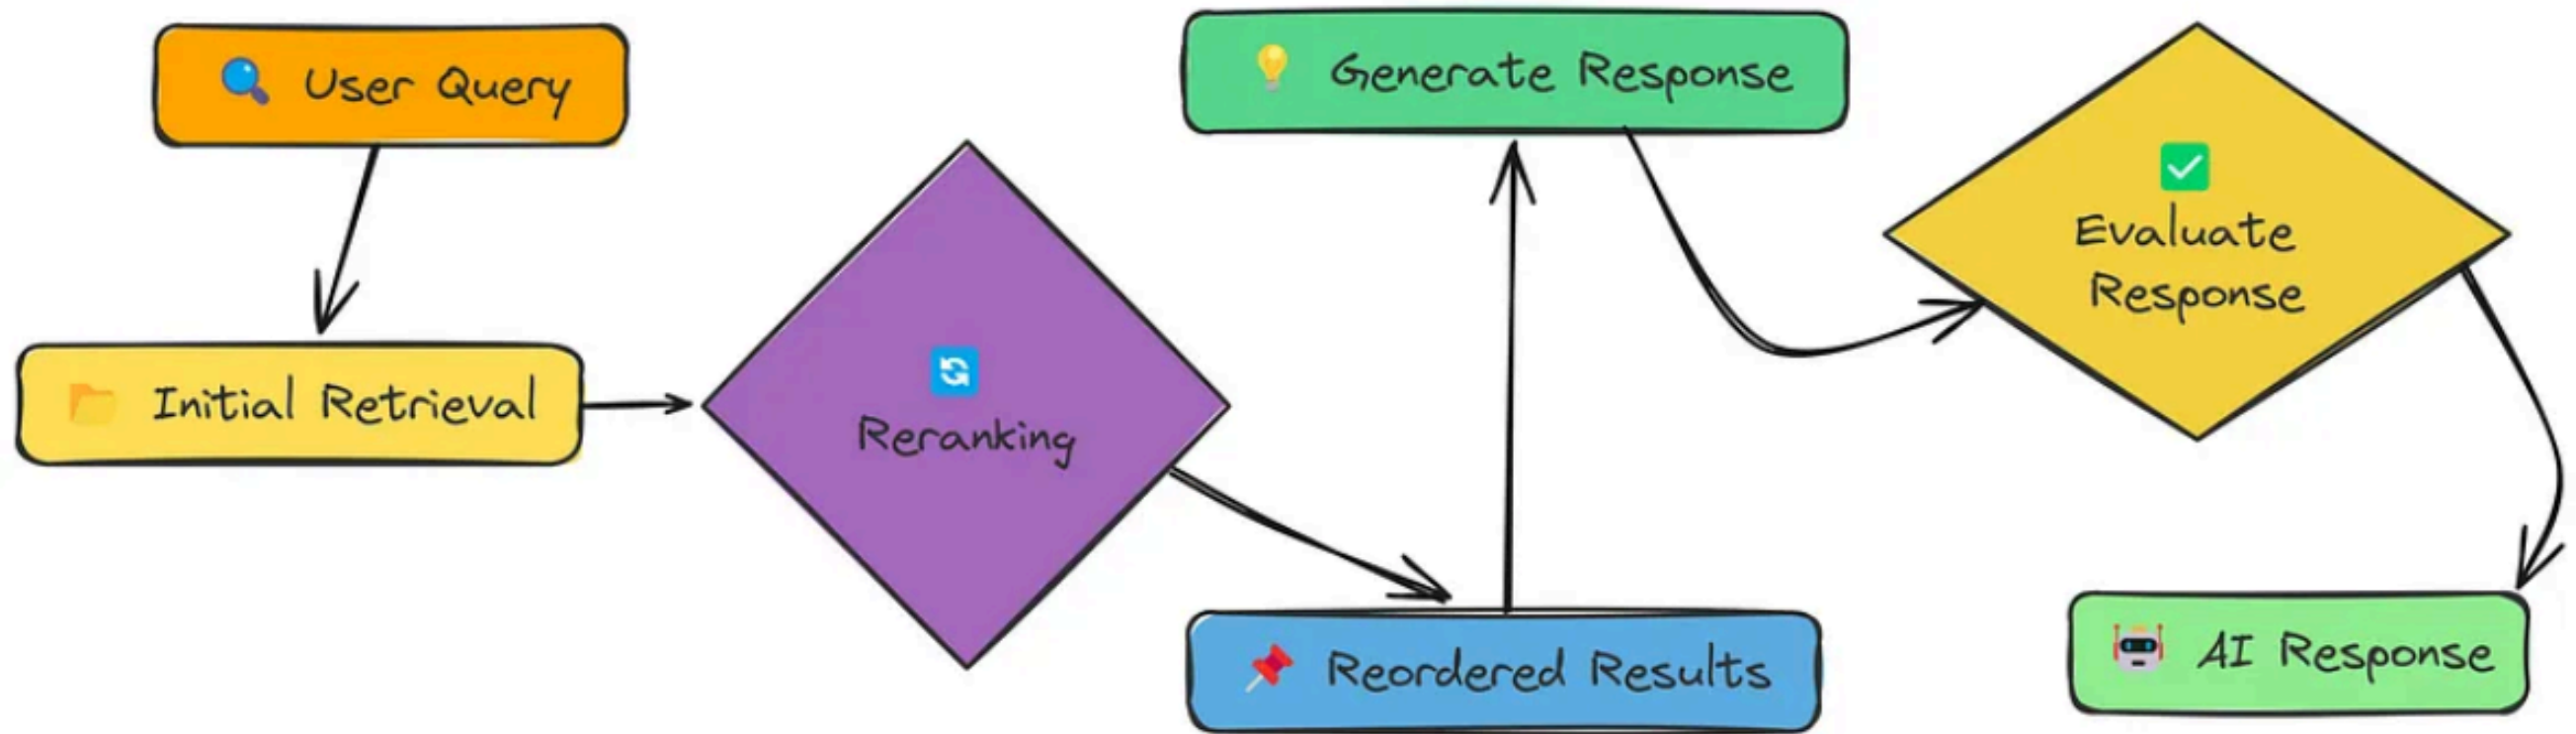 User Query
Initial Retrieval
Reranking
Reordered Results
Generate Response
Evaluate
Response
AI Response